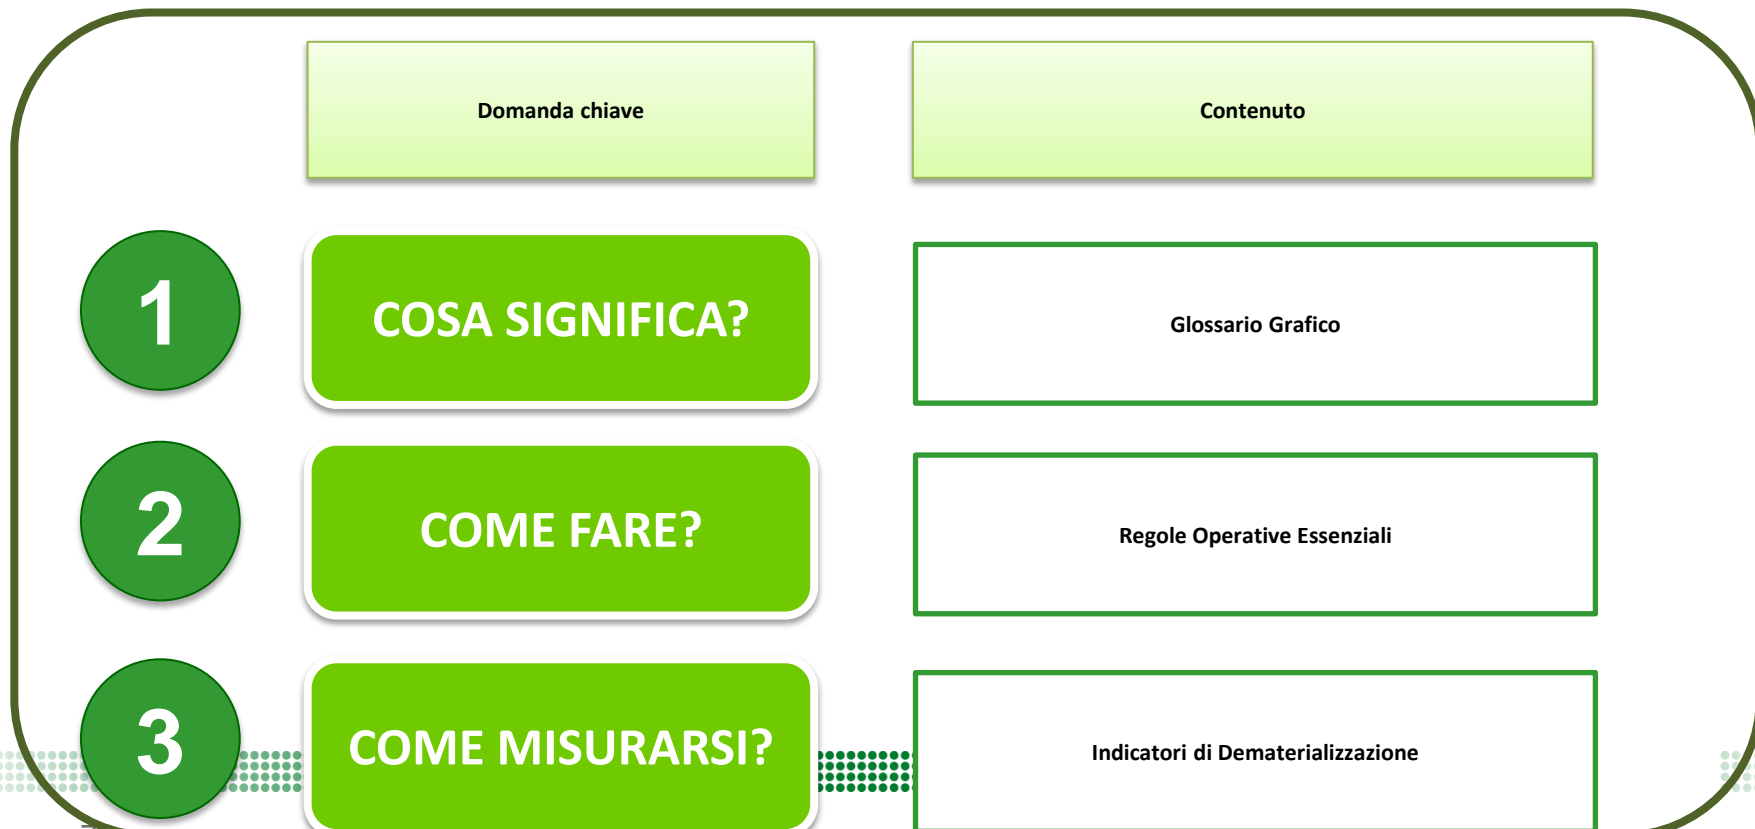 Domanda chiave
Contenuto
1
COSA SIGNIFICA?
Glossario Grafico
2
COME FARE?
Regole Operative Essenziali
3
COME MISURARSI?
Indicatori di Dematerializzazione